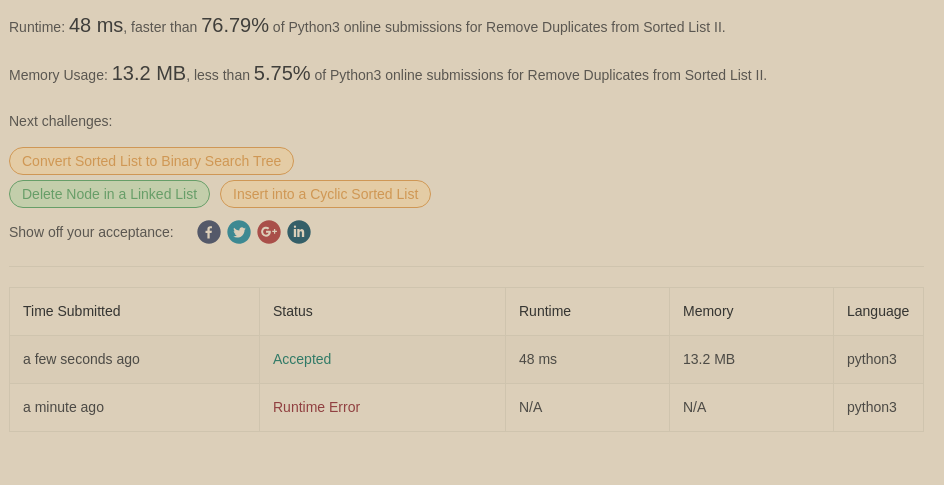 Runtime: 48 ms, faster than 76.79% of Python3 online submissions for Remove Duplicates from Sorted List II.
Memory Usage: 13.2 MB, less than 5.75% of Python3 online submissions for Remove Duplicates from Sorted List II.
Next challenges:
Convert Sorted List to Binary Search Tree
Delete Node in a Linked List Insert into a Cyclic Sorted List
Show off your acceptance: f G+ in
Time Submitted Status Runtime Memory Language
a few seconds ago Accepted 48 ms 13.2 MB python3
a minute ago Runtime Error N/A N/A python3